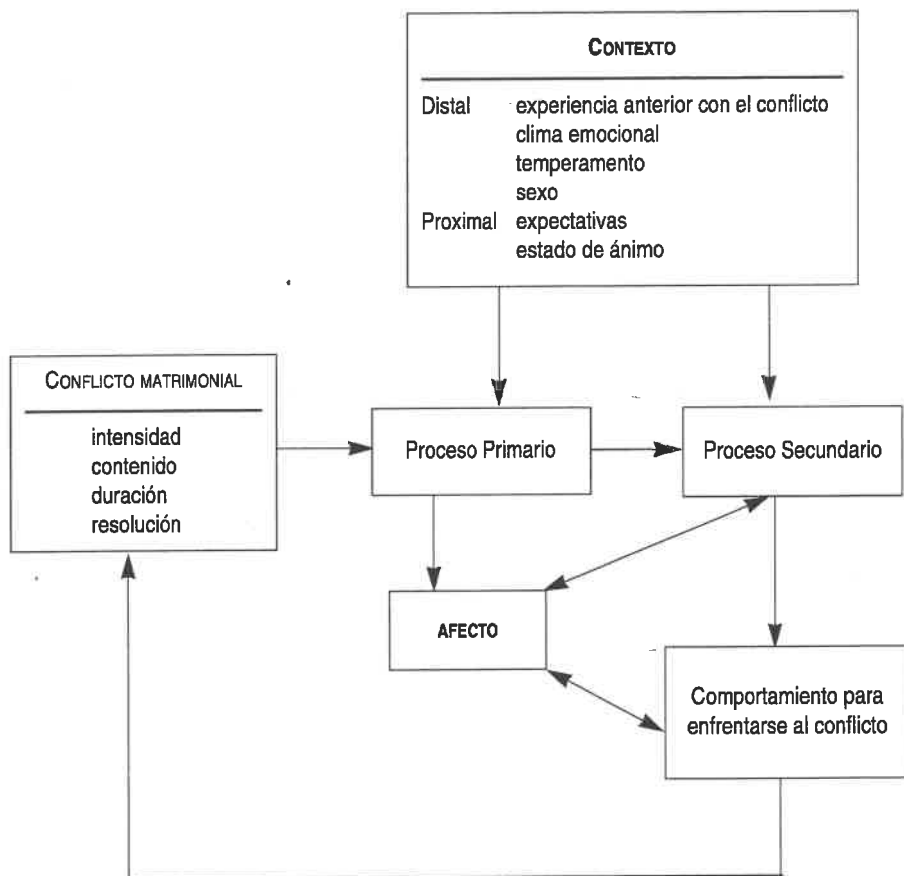 CONTEXTO
Distal experiencia anterior con el conflicto
clima emocional
temperamento
sexo
Proximal expectativas
estado de ánimo
CONFLICTO MATRIMONIAL
intensidad
contenido
duración
resolución
Proceso Primario
Proceso Secundario
AFECTO
Comportamiento para
enfrentarse al conflicto